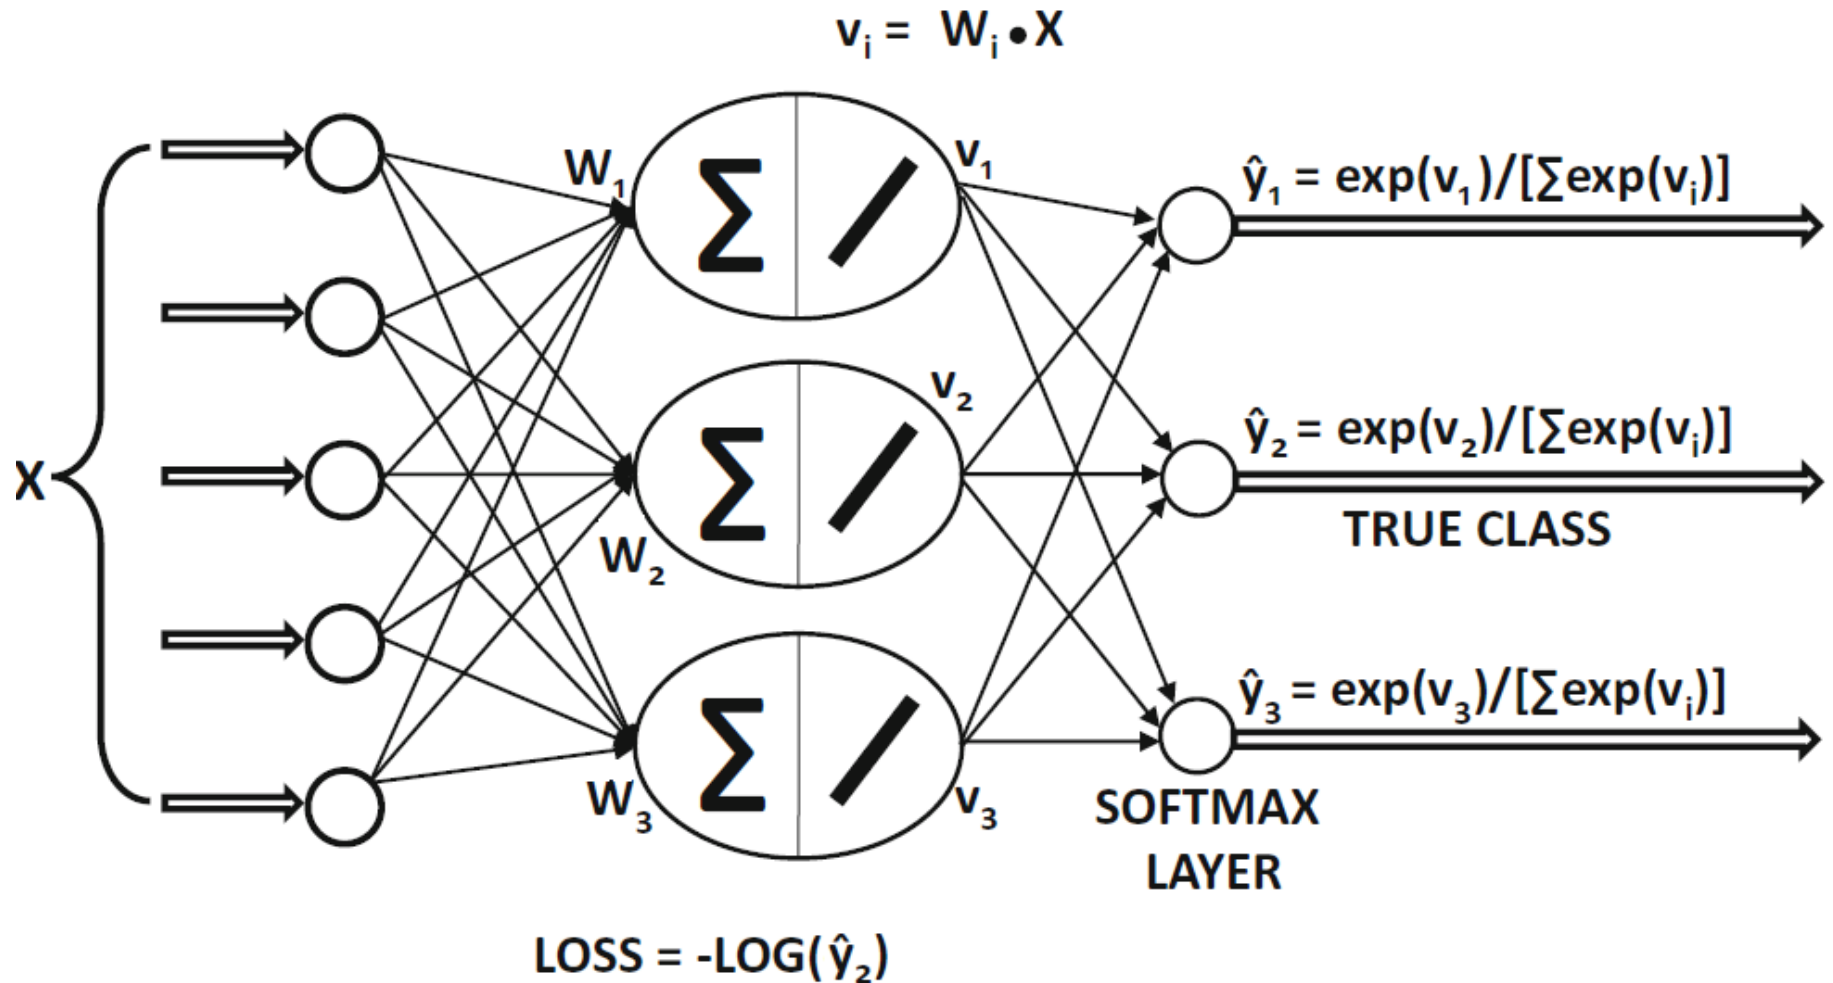 vᵢ = Wᵢ • X
W₁
v₁
ŷ₁ = exp(v₁)/[∑exp(vᵢ)]
∑
v₂
ŷ₂ = exp(v₂)/[∑exp(vᵢ)]
X
∑
TRUE CLASS
W₂
ŷ₃ = exp(v₃)/[∑exp(vᵢ)]
∑
W₃
v₃
SOFTMAX
LAYER
LOSS = -LOG(ŷ₂)